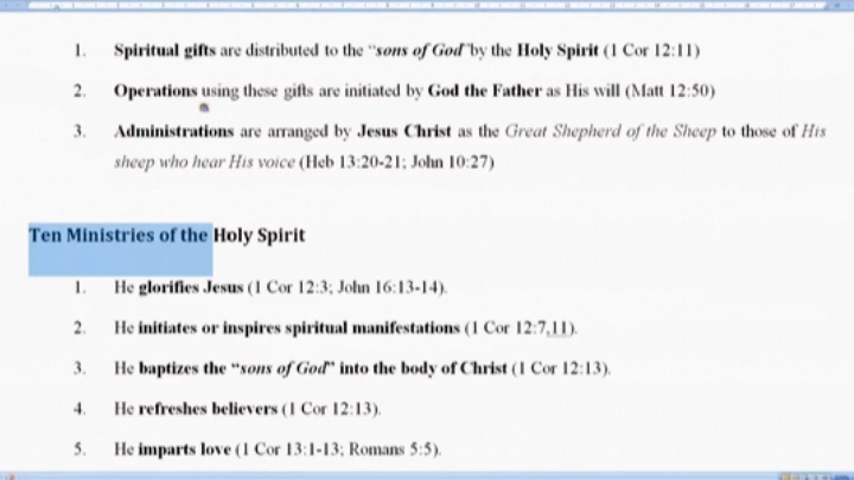 1. Spiritual gifts are distributed to the "sons of God" by the Holy Spirit (1 Cor 12:11)
2. Operations using these gifts are initiated by God the Father as His will (Matt 12:50)
3. Administrations are arranged by Jesus Christ as the Great Shepherd of the Sheep to those of His
sheep who hear His voice (Heb 13:20-21; John 10:27)
Ten Ministries of the Holy Spirit
1. He glorifies Jesus (1 Cor 12:3; John 16:13-14).
2. He initiates or inspires spiritual manifestations (1 Cor 12:7,11).
3. He baptizes the "sons of God" into the body of Christ (1 Cor 12:13).
4. He refreshes believers (1 Cor 12:13).
5. He imparts love (1 Cor 13:1-13; Romans 5:5).